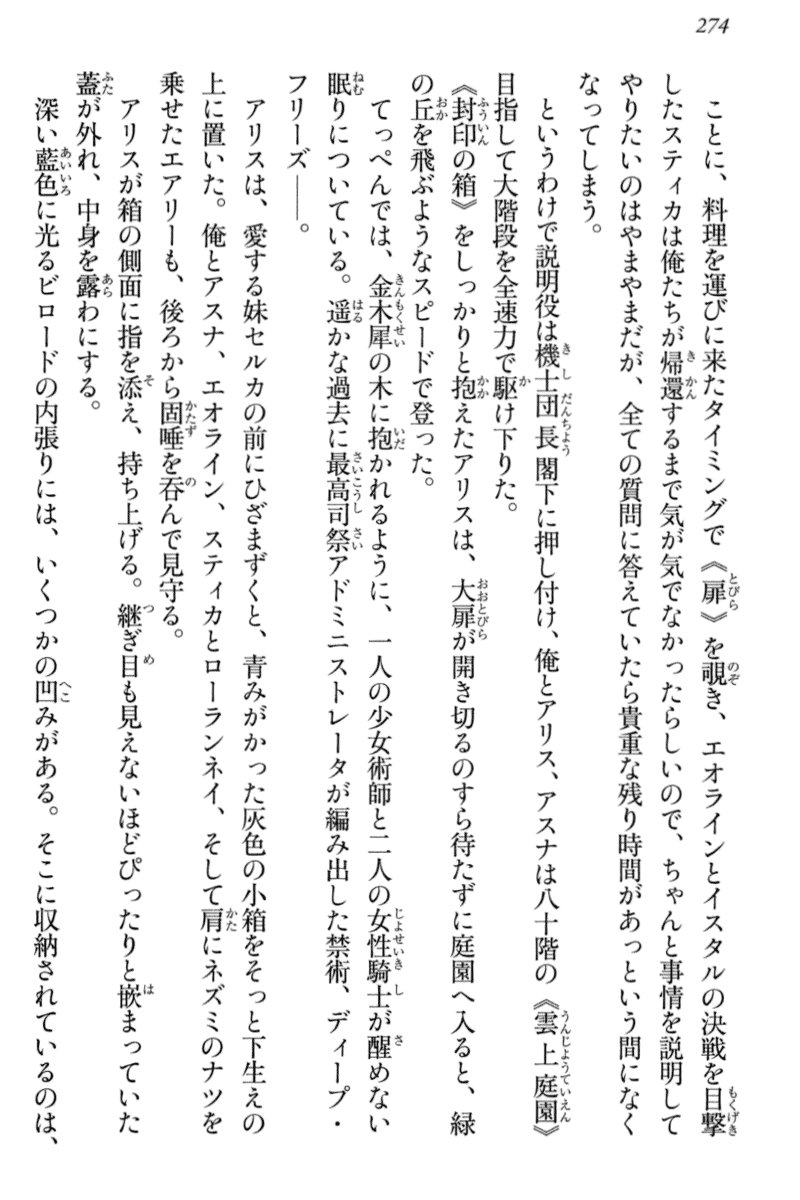 274
ことに、料理を運びに来たタイミングで《扉》を覗き、エオラインとイスタルの決戦を目撃
したスティカは俺たちが帰還するまで気が気でなかったらしいので、ちゃんと事情を説明して
やりたいのはやまやまだが、全ての質問に答えていたら貴重な残り時間があっという間になく
なってしまう。
というわけで説明役は機士団長閣下に押し付け、俺とアリス、アスナは八十階の《雲上庭園》
目指して大階段を全速力で駆け下りた。
《封印の箱》をしっかりと抱えたアリスは、大扉が開き切るのすら待たずに庭園へ入ると、緑
の丘を飛ぶようなスピードで登った。
てっぺんでは、金木犀の木に抱かれるように、一人の少女術師と二人の女性騎士が醒めない
眠りについている。遥かな過去に最高司祭アドミニストレータが編み出した禁術、ディープ・
フリーズ――。
アリスは、愛する妹セルカの前にひざまずくと、青みがかった灰色の小箱をそっと下生えの
上に置いた。俺とアスナ、エオライン、スティカとローランネイ、そして肩にネズミのナツを
乗せたエアリーも、後ろから固唾を呑んで見守る。
アリスが箱の側面に指を添え、持ち上げる。継ぎ目も見えないほどぴったりと嵌まっていた
蓋が外れ、中身を露わにする。
深い藍色に光るビロードの内張りには、いくつかの凹みがある。そこに収納されているのは、